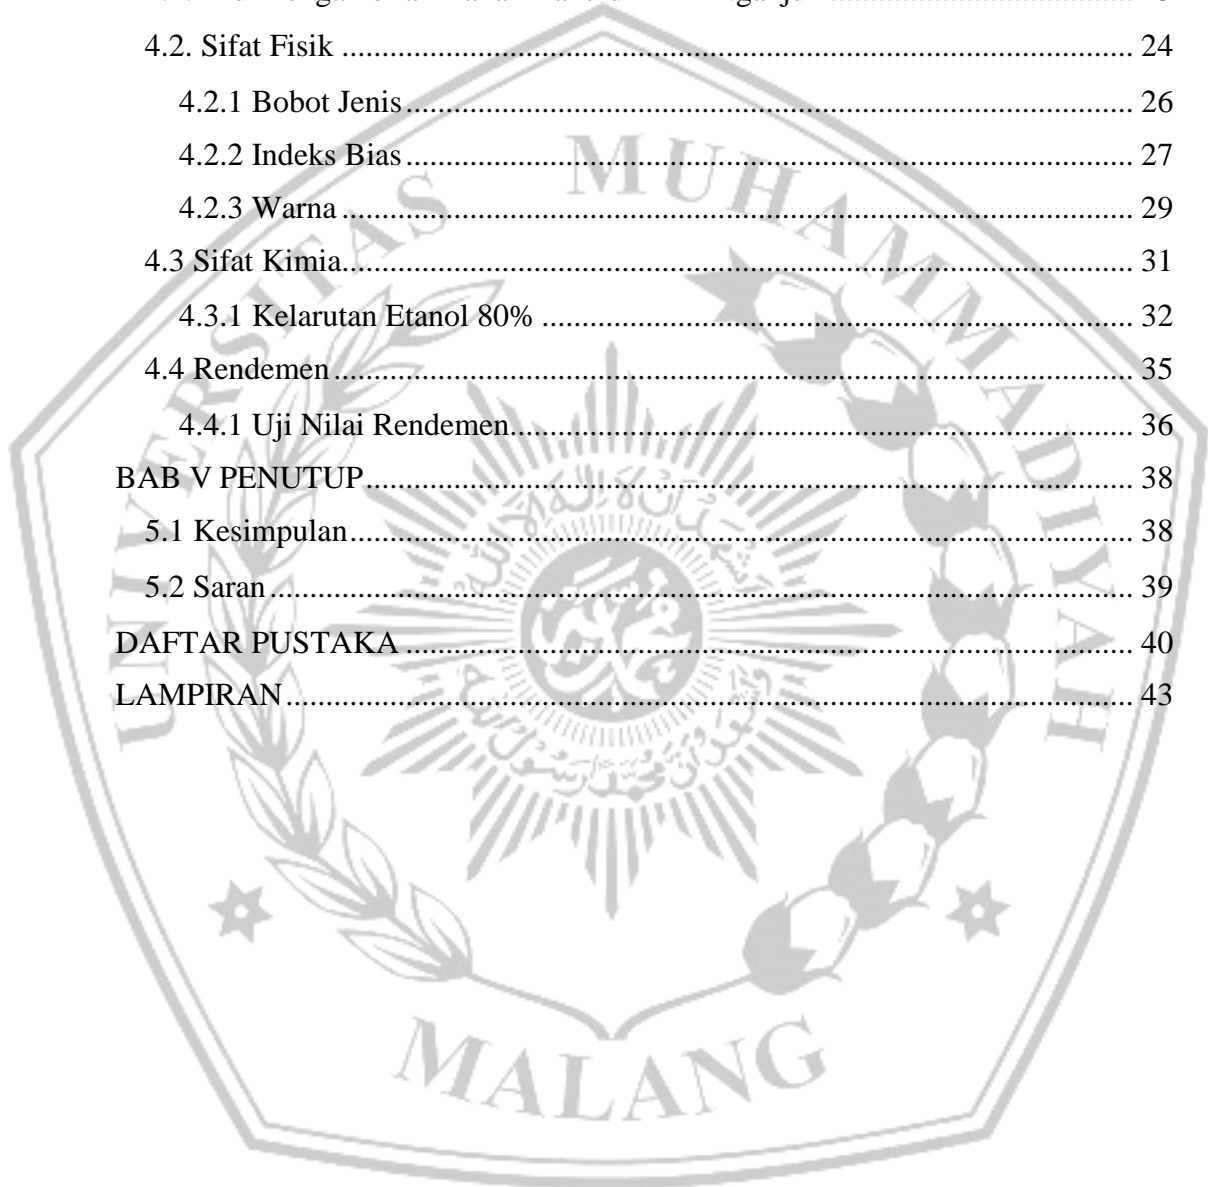 4.2. Sifat Fisik ........ 24
4.2.1 Bobot Jenis ........ 26
4.2.2 Indeks Bias ........ 27
4.2.3 Warna ........ 29
4.3 Sifat Kimia ........ 31
4.3.1 Kelarutan Etanol 80% ........ 32
4.4 Rendemen ........ 35
4.4.1 Uji Nilai Rendemen ........ 36
BAB V PENUTUP ........ 38
5.1 Kesimpulan ........ 38
5.2 Saran ........ 39
DAFTAR PUSTAKA ........ 40
LAMPIRAN ........ 43
UNIVERSITAS MUHAMMADIYAH
MALANG